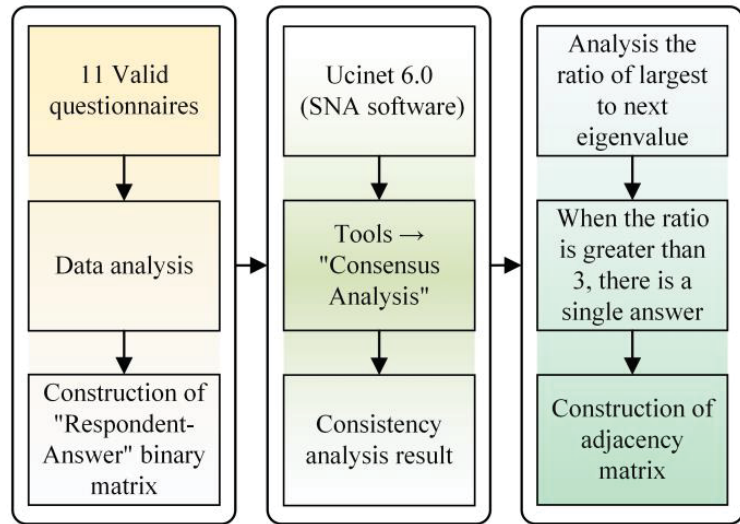 11 Valid
questionnaires
Data analysis
Construction of
"Respondent-
Answer" binary
matrix
Ucinet 6.0
(SNA software)
Tools →
"Consensus
Analysis"
Consistency
analysis result
Analysis the
ratio of largest
to next
eigenvalue
When the ratio
is greater than
3, there is a
single answer
Construction of
adjacency
matrix